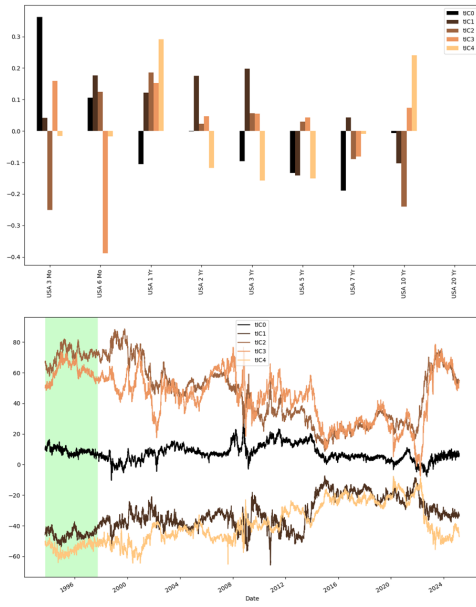 tIC0
tIC1
tIC2
tIC3
tIC4
0.3
0.2
0.1
0.0
−0.1
−0.2
−0.3
−0.4
USA 3 Mo
USA 6 Mo
USA 1 Yr
USA 2 Yr
USA 3 Yr
USA 5 Yr
USA 7 Yr
USA 10 Yr
USA 20 Yr
tIC0
tIC1
tIC2
tIC3
tIC4
80
60
40
20
0
−20
−40
−60
1996
2000
2004
2008
2012
2016
2020
2024
Date